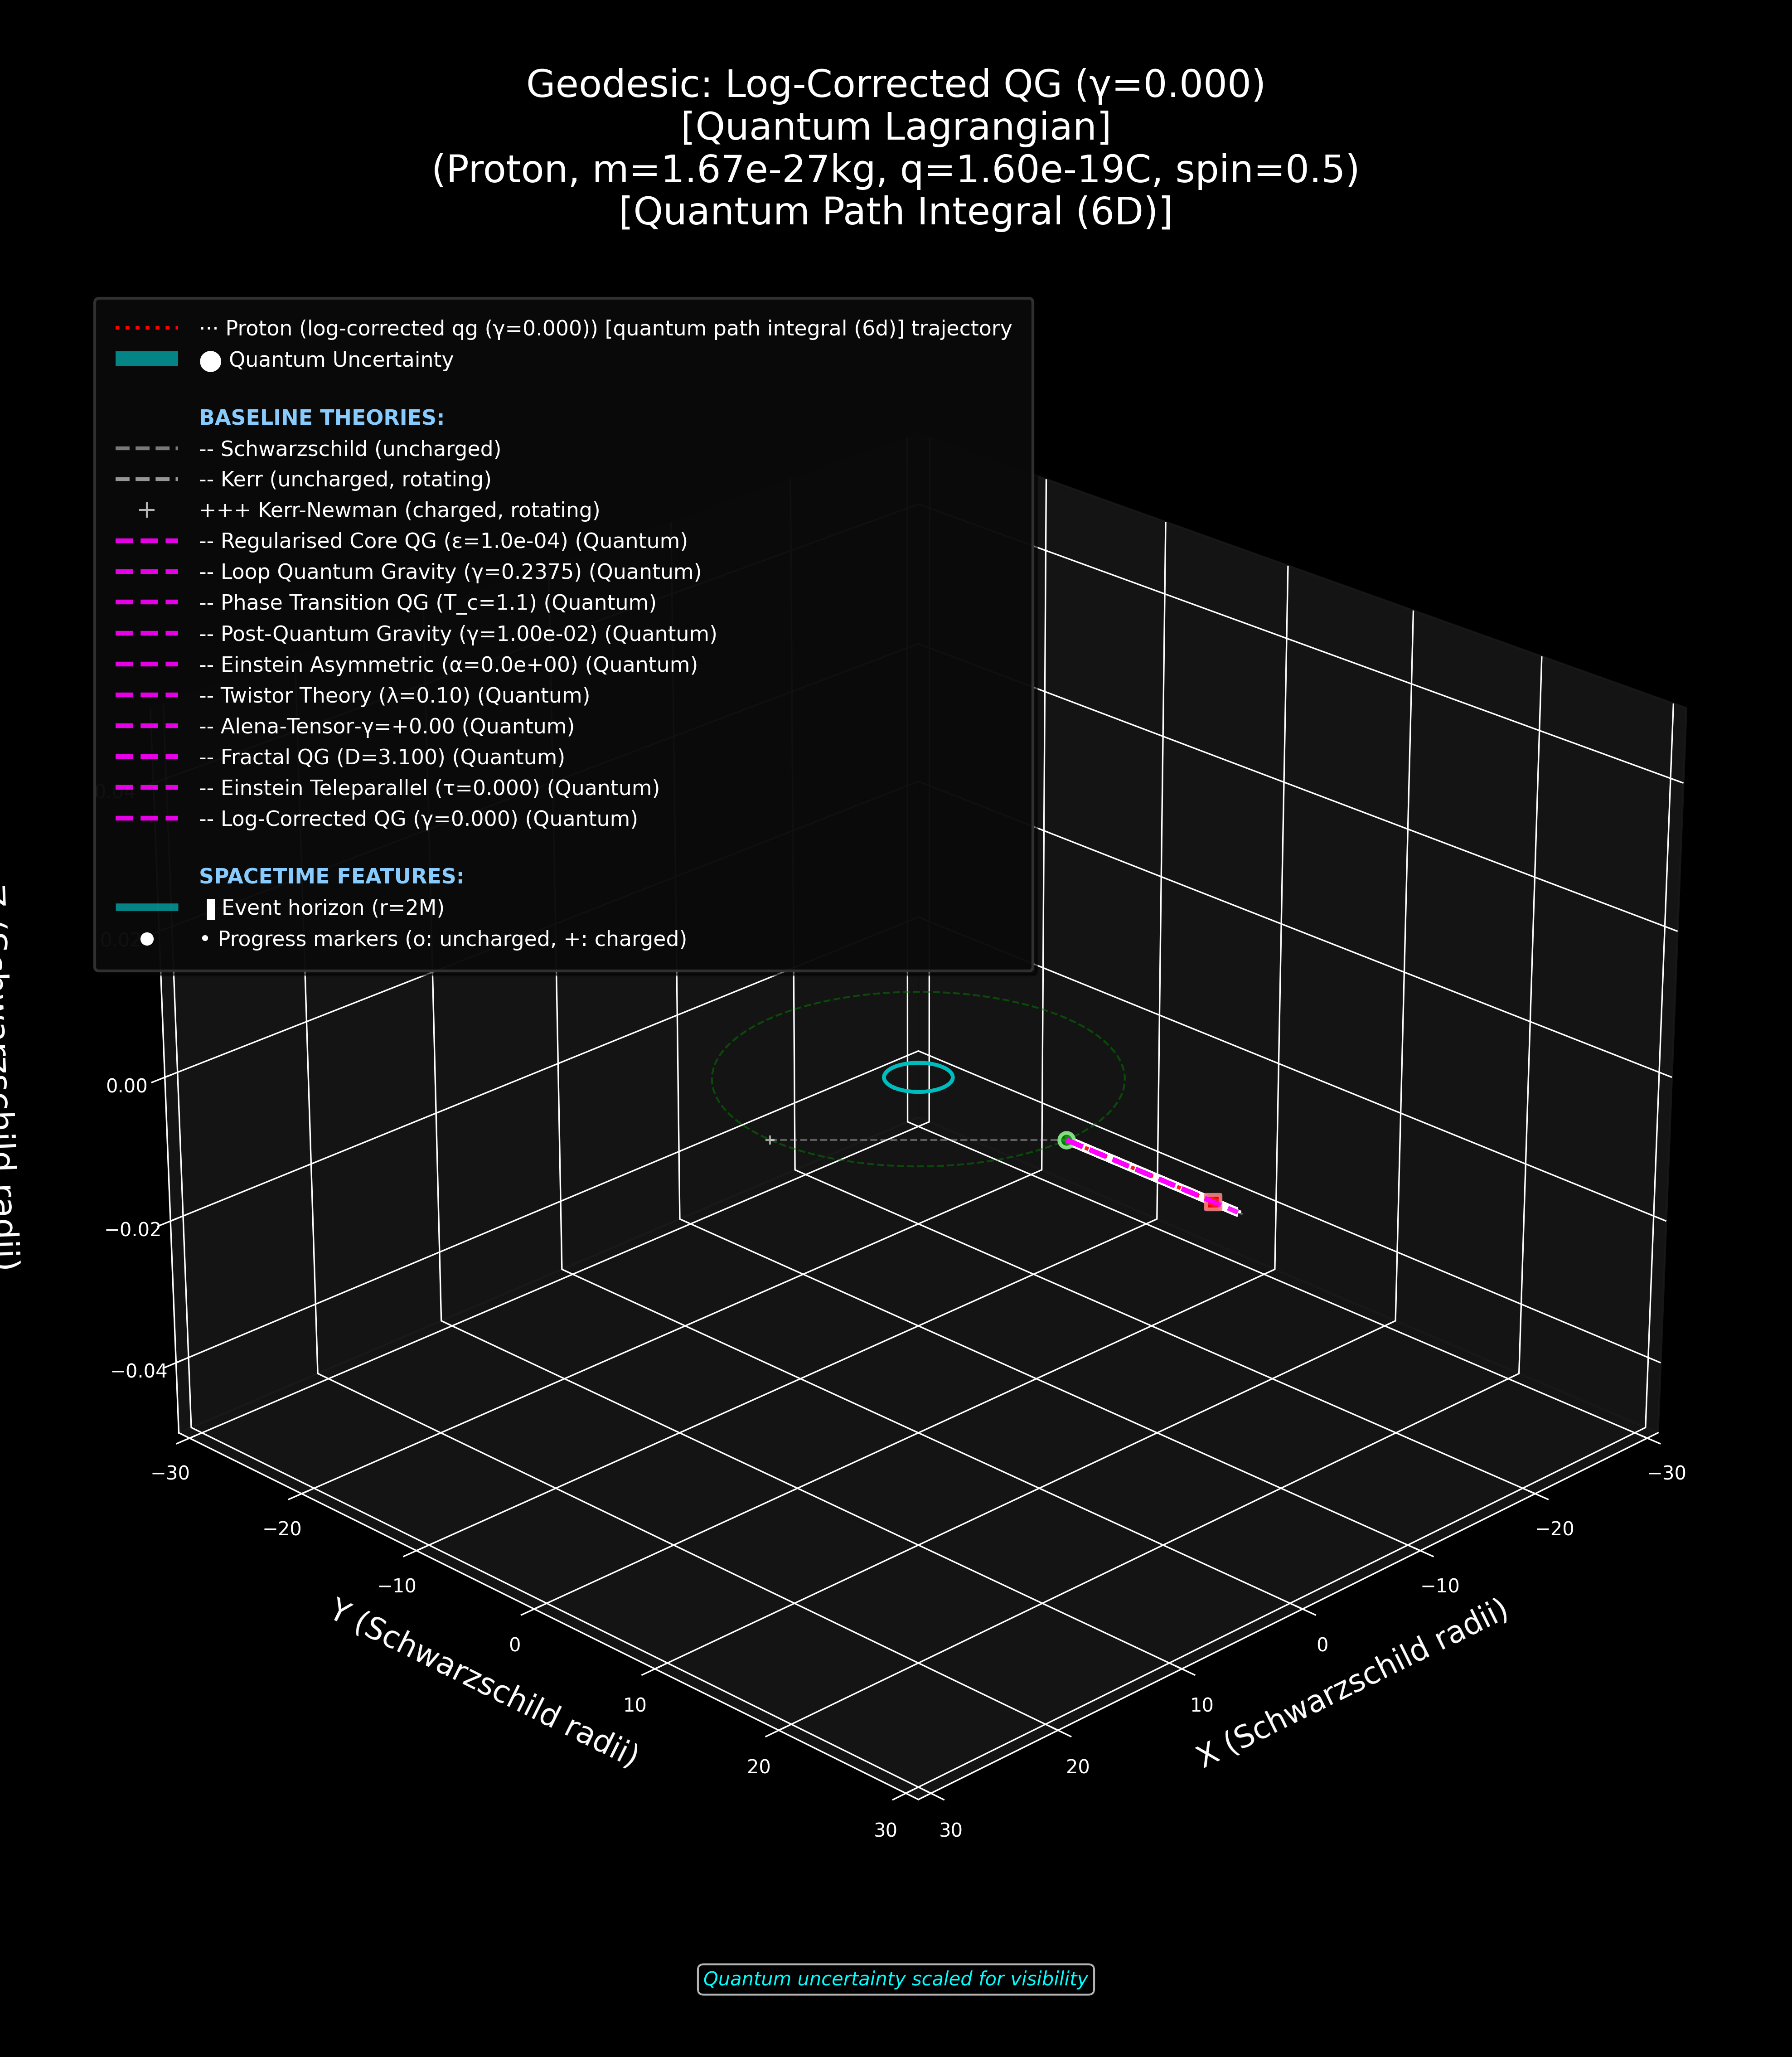 Geodesic: Log-Corrected QG (γ=0.000)
[Quantum Lagrangian]
(Proton, m=1.67e-27kg, q=1.60e-19C, spin=0.5)
[Quantum Path Integral (6D)]
··· Proton (log-corrected qg (γ=0.000)) [quantum path integral (6d)] trajectory
● Quantum Uncertainty
BASELINE THEORIES:
-- Schwarzschild (uncharged)
-- Kerr (uncharged, rotating)
+++ Kerr-Newman (charged, rotating)
-- Regularised Core QG (ε=1.0e-04) (Quantum)
-- Loop Quantum Gravity (γ=0.2375) (Quantum)
-- Phase Transition QG (T_c=1.1) (Quantum)
-- Post-Quantum Gravity (γ=1.00e-02) (Quantum)
-- Einstein Asymmetric (α=0.0e+00) (Quantum)
-- Twistor Theory (λ=0.10) (Quantum)
-- Alena-Tensor-γ=+0.00 (Quantum)
-- Fractal QG (D=3.100) (Quantum)
-- Einstein Teleparallel (τ=0.000) (Quantum)
-- Log-Corrected QG (γ=0.000) (Quantum)
SPACETIME FEATURES:
▐ Event horizon (r=2M)
• Progress markers (o: uncharged, +: charged)
0.04
0.02
0.00
−0.02
−0.04
Z (Schwarzschild radii)
−30
−20
−10
0
10
20
30
Y (Schwarzschild radii)
30
20
10
0
−10
−20
−30
X (Schwarzschild radii)
Quantum uncertainty scaled for visibility